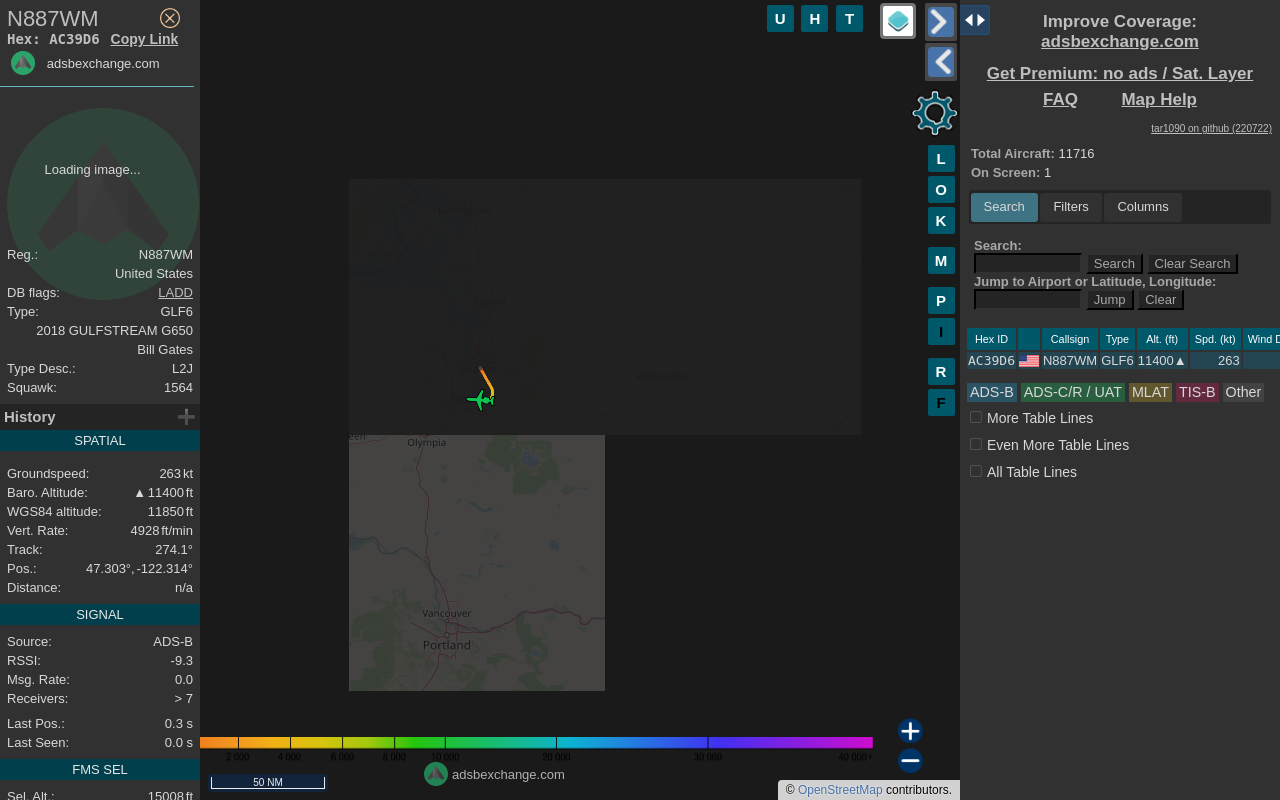 N887WM
Hex: AC39D6 Copy Link
adsbexchange.com
Loading image...
Reg.: N887WM
United States
DB flags: LADD
Type: GLF6
2018 GULFSTREAM G650
Bill Gates
Type Desc.: L2J
Squawk: 1564
History
SPATIAL
Groundspeed: 263 kt
Baro. Altitude: ▲ 11400 ft
WGS84 altitude: 11850 ft
Vert. Rate: 4928 ft/min
Track: 274.1°
Pos.: 47.303°, -122.314°
Distance: n/a
SIGNAL
Source: ADS-B
RSSI: -9.3
Msg. Rate: 0.0
Receivers: > 7
Last Pos.: 0.3 s
Last Seen: 0.0 s
FMS SEL
Sel. Alt.: 15008 ft
U H T
L
O
K
M
P
I
R
F
Olympia
Vancouver
Portland
2 000 4 000 6 000 8 000 10 000 20 000 30 000 40 000+
50 NM
adsbexchange.com
© OpenStreetMap contributors.
Improve Coverage:
adsbexchange.com
Get Premium: no ads / Sat. Layer
FAQ Map Help
tar1090 on github (220722)
Total Aircraft: 11716
On Screen: 1
Search Filters Columns
Search:
Search Clear Search
Jump to Airport or Latitude, Longitude:
Jump Clear
Hex ID Callsign Type Alt. (ft) Spd. (kt) Wind D
AC39D6 N887WM GLF6 11400▲ 263
ADS-B ADS-C/R / UAT MLAT TIS-B Other
More Table Lines
Even More Table Lines
All Table Lines